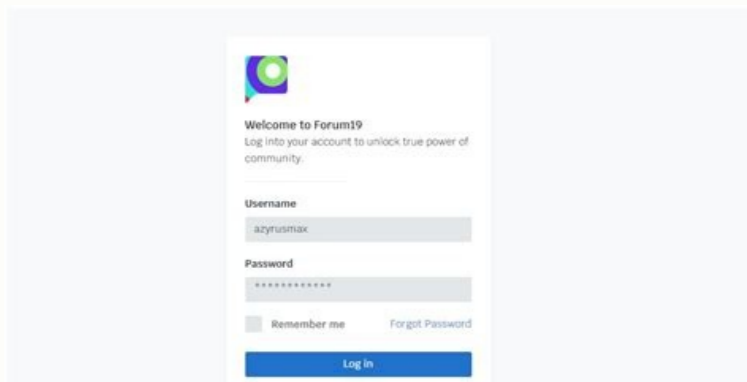 Welcome to Forum19
Log into your account to unlock true power of
community.
Username
azyrusmax
Password
************
Remember me Forgot Password
Log in